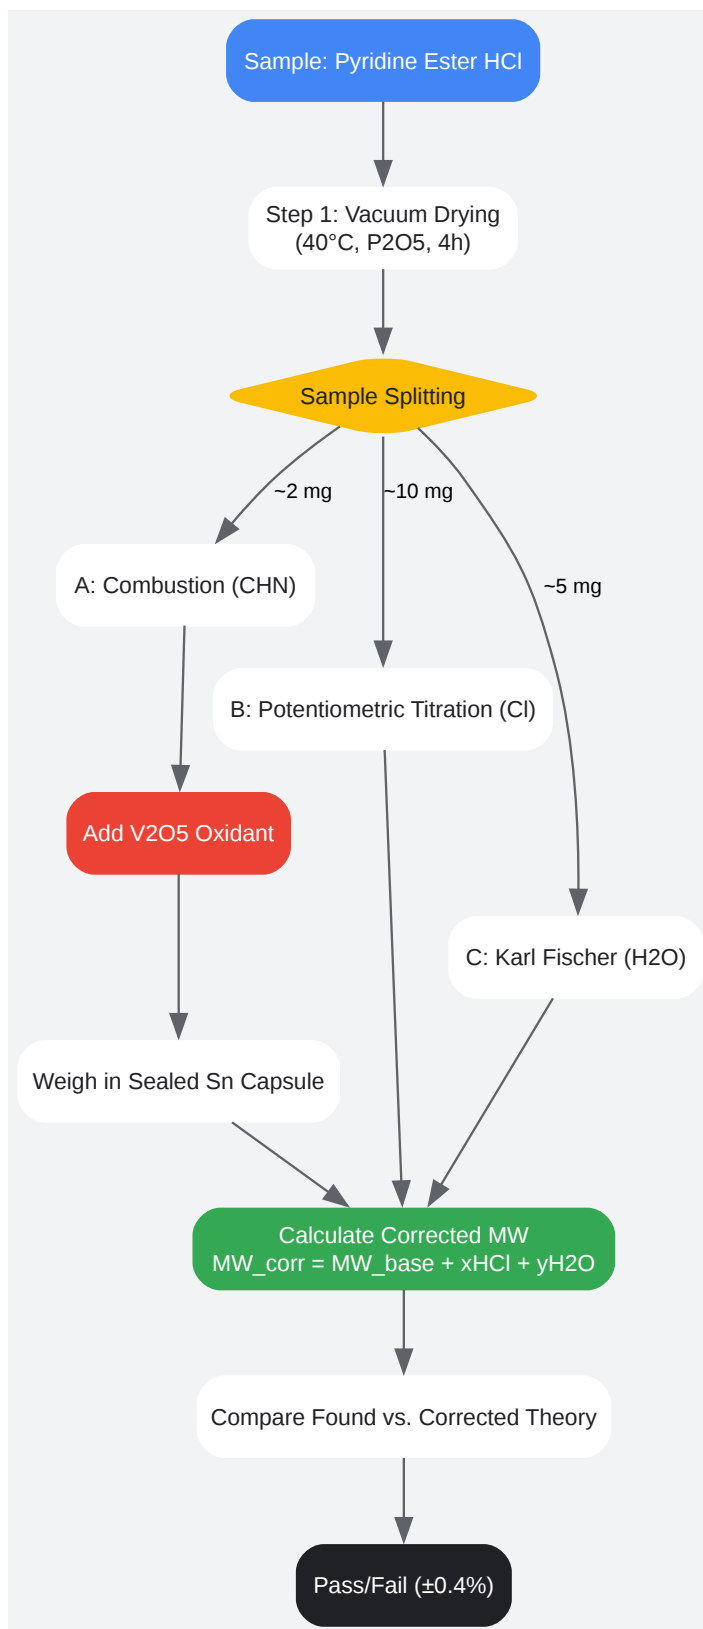 Sample: Pyridine Ester HCl
Step 1: Vacuum Drying
(40°C, P2O5, 4h)
Sample Splitting
~2 mg
~10 mg
~5 mg
A: Combustion (CHN)
B: Potentiometric Titration (Cl)
Add V2O5 Oxidant
C: Karl Fischer (H2O)
Weigh in Sealed Sn Capsule
Calculate Corrected MW
MW_corr = MW_base + xHCl + yH2O
Compare Found vs. Corrected Theory
Pass/Fail (±0.4%)